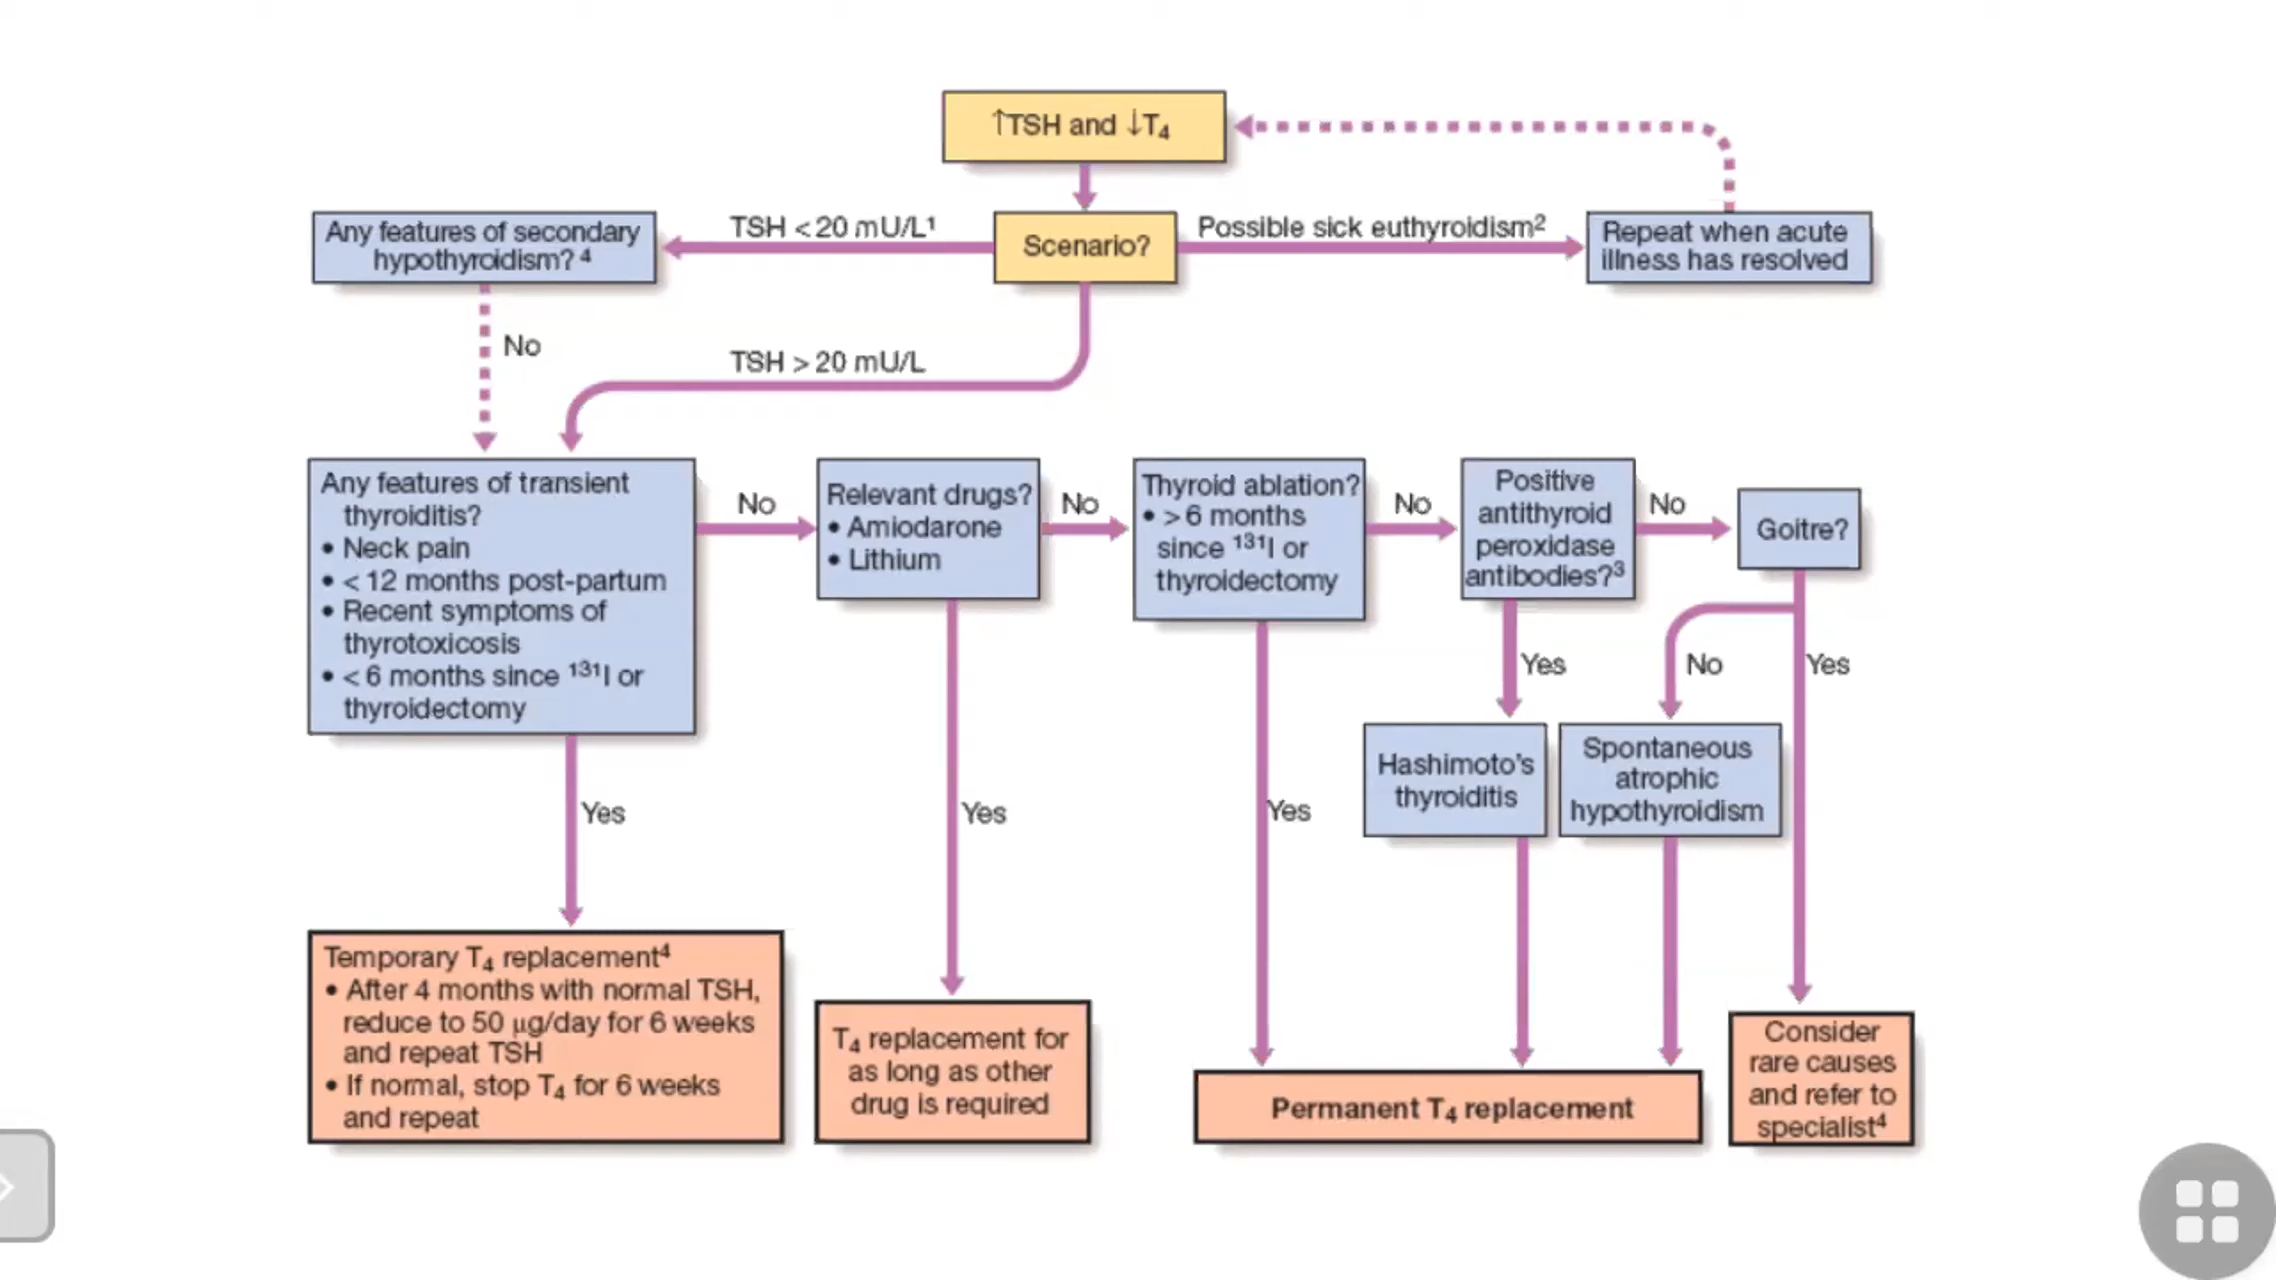 ↑TSH and ↓T₄
Any features of secondary
hypothyroidism? ⁴
TSH < 20 mU/L¹
Scenario?
Possible sick euthyroidism²
Repeat when acute
illness has resolved
No
TSH > 20 mU/L
Any features of transient
thyroiditis?
• Neck pain
• < 12 months post-partum
• Recent symptoms of
thyrotoxicosis
• < 6 months since ¹³¹I or
thyroidectomy
No
Relevant drugs?
• Amiodarone
• Lithium
No
Thyroid ablation?
• > 6 months
since ¹³¹I or
thyroidectomy
No
Positive
antithyroid
peroxidase
antibodies?³
No
Goitre?
Yes
No
Yes
Hashimoto's
thyroiditis
Spontaneous
atrophic
hypothyroidism
Yes
Yes
Yes
Temporary T₄ replacement⁴
• After 4 months with normal TSH,
reduce to 50 μg/day for 6 weeks
and repeat TSH
• If normal, stop T₄ for 6 weeks
and repeat
T₄ replacement for
as long as other
drug is required
Permanent T₄ replacement
Consider
rare causes
and refer to
specialist⁴